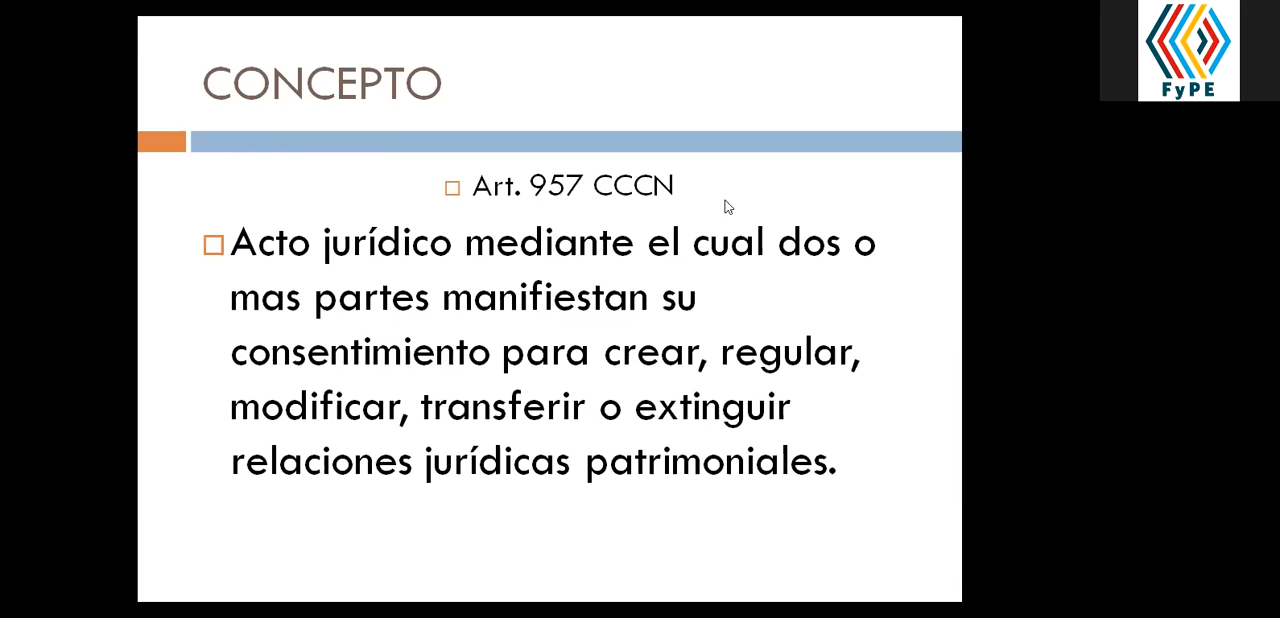 CONCEPTO
Art. 957 CCCN
Acto jurídico mediante el cual dos o
mas partes manifiestan su
consentimiento para crear, regular,
modificar, transferir o extinguir
relaciones jurídicas patrimoniales.
FyPE